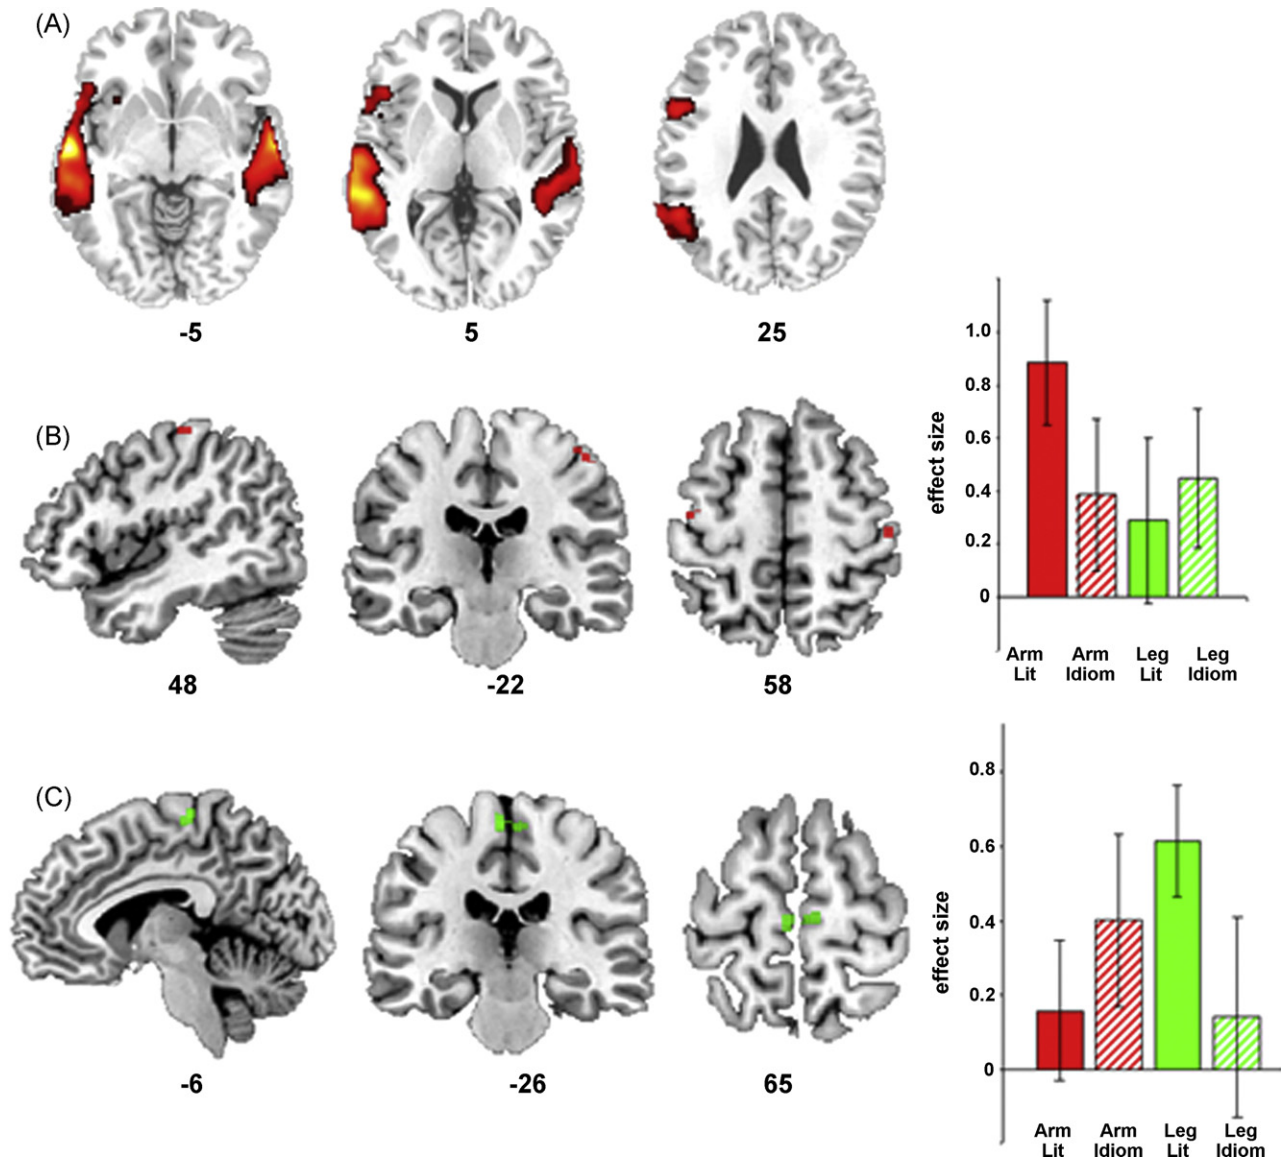 (A)
-5
5
25
(B)
48
-22
58
effect size
1.0
0.8
0.6
0.4
0.2
0
Arm
Lit
Arm
Idiom
Leg
Lit
Leg
Idiom
(C)
-6
-26
65
effect size
0.8
0.6
0.4
0.2
0
Arm
Lit
Arm
Idiom
Leg
Lit
Leg
Idiom